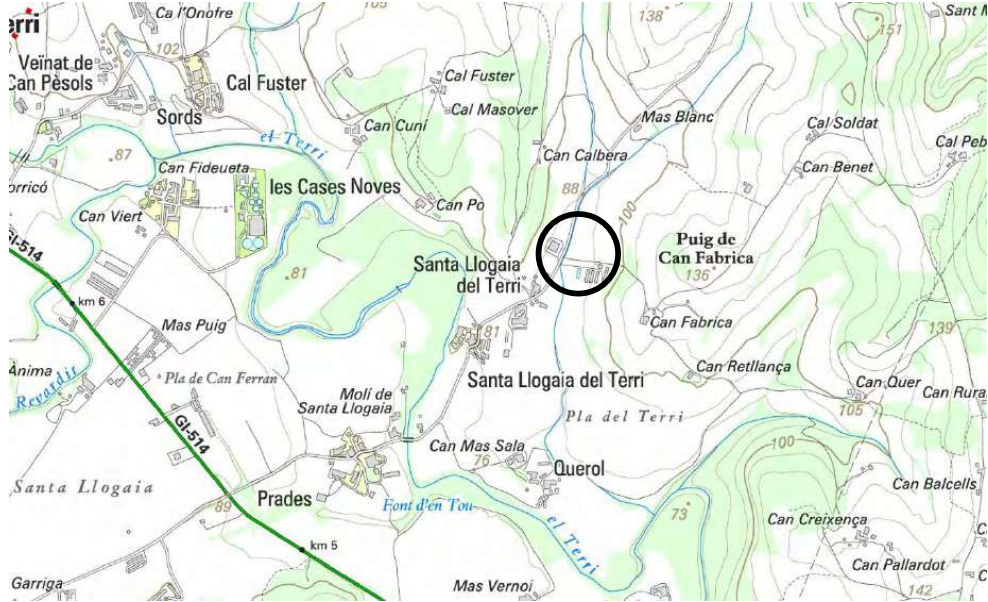 erri
Ca l'Onofre
105
138
151
Sant M
Veïnat de
Can Pèsols
102
Cal Fuster
Cal Fuster
Cal Masover
Mas Blanc
Cal Soldat
Sords
Can Cuní
Cal Peb
el Terri
87
Can Fideueta
Can Calbera
Can Benet
orricó
les Cases Noves
88
Can Po
100
Can Viert
Puig de
Can Fabrica
136
GI-514
81
Santa Llogaia
del Terri
km 6
Mas Puig
81
Can Fabrica
139
Ànima
Pla de Can Ferran
Santa Llogaia del Terri
Can Retllança
Revardir
Molí de
Santa Llogaia
Can Quer
105
Can Rura
Pla del Terri
GI-514
Can Mas Sala
76
100
Santa Llogaia
Querol
Can Balcells
89
Prades
Font d'en Tou
el Terri
73
Can Creixença
km 5
Can Pallardot
Garriga
Mas Vernoi
142